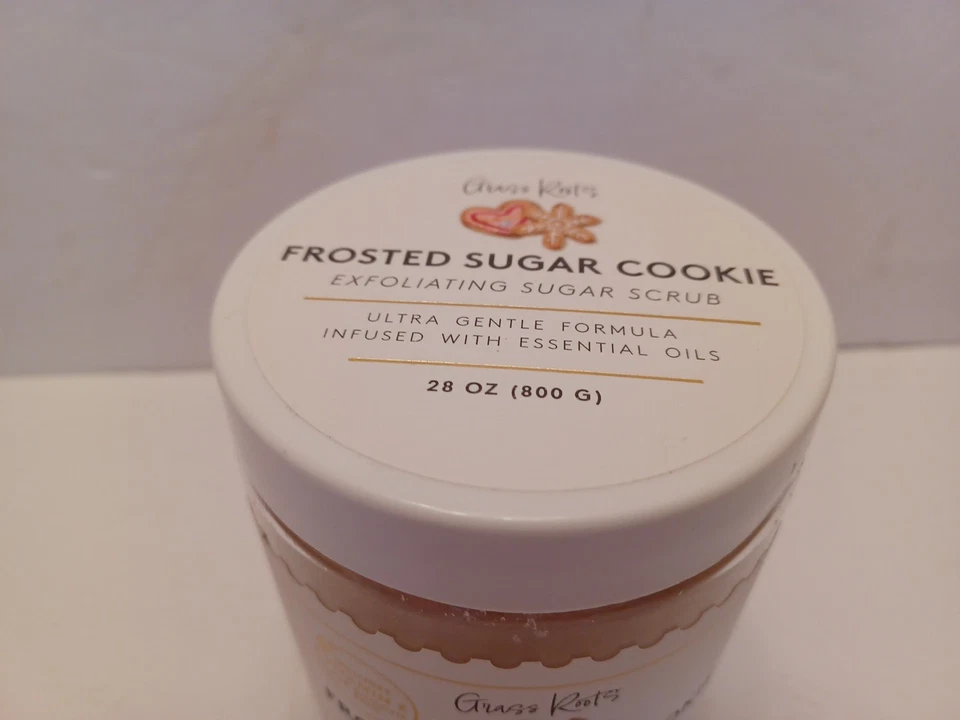 Grass Roots
FROSTED SUGAR COOKIE
EXFOLIATING SUGAR SCRUB
ULTRA GENTLE FORMULA
INFUSED WITH ESSENTIAL OILS
28 OZ (800 G)
Grass Roots